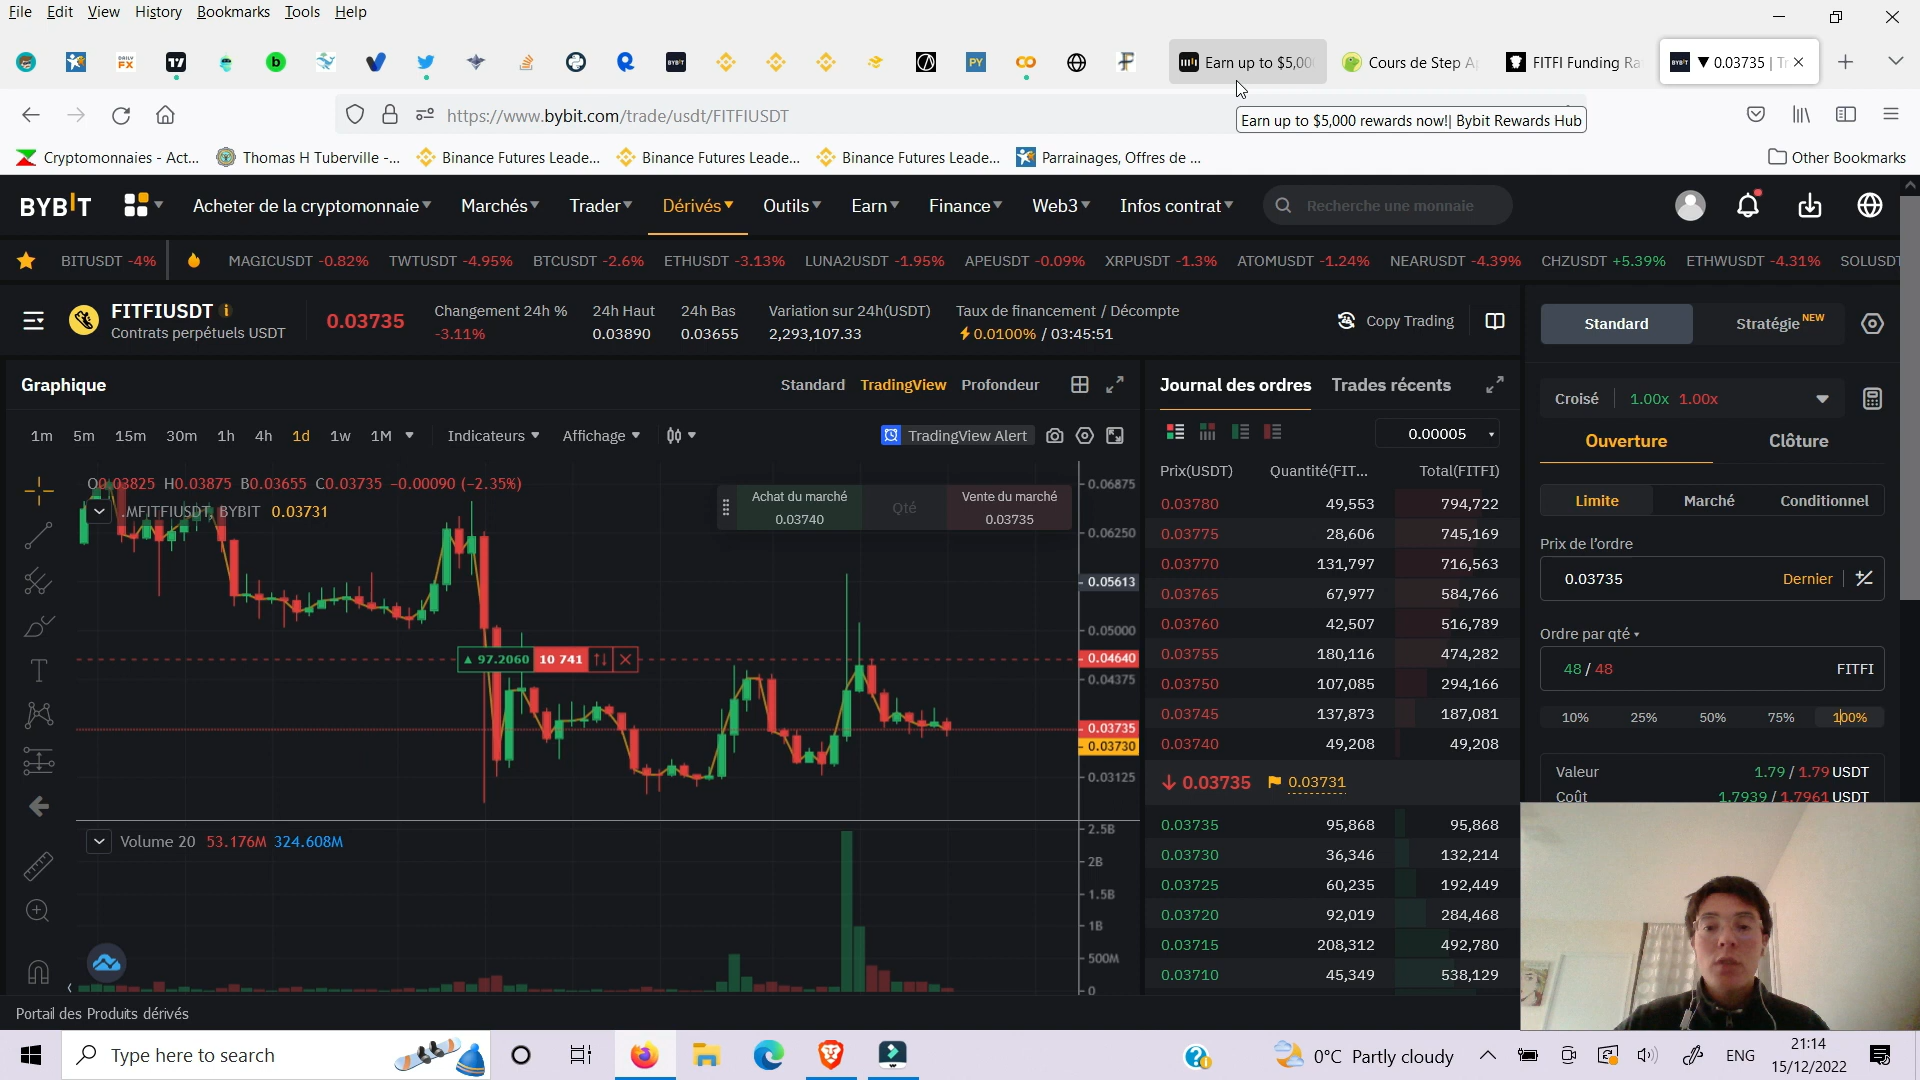 File Edit View History Bookmarks Tools Help
Earn up to $5,00
Cours de Step A
FITFI Funding Ra
▼ 0.03735 | Tr
https://www.bybit.com/trade/usdt/FITFIUSDT
Earn up to $5,000 rewards now!| Bybit Rewards Hub
Cryptomonnaies - Act...
Thomas H Tuberville -...
Binance Futures Leade...
Binance Futures Leade...
Binance Futures Leade...
Parrainages, Offres de ...
Other Bookmarks
BYBIT Acheter de la cryptomonnaie Marchés Trader Dérivés Outils Earn Finance Web3 Infos contrat Recherche une monnaie
BITUSDT -4% MAGICUSDT -0.82% TWTUSDT -4.95% BTCUSDT -2.6% ETHUSDT -3.13% LUNA2USDT -1.95% APEUSDT -0.09% XRPUSDT -1.3% ATOMUSDT -1.24% NEARUSDT -4.39% CHZUSDT +5.39% ETHWUSDT -4.31% SOLUSDT
FITFIUSDT
Contrats perpétuels USDT
0.03735
Changement 24h %
-3.11%
24h Haut
0.03890
24h Bas
0.03655
Variation sur 24h(USDT)
2,293,107.33
Taux de financement / Décompte
0.0100% / 03:45:51
Copy Trading
Standard Stratégie NEW
Graphique Standard TradingView Profondeur
1m 5m 15m 30m 1h 4h 1d 1w 1M Indicateurs Affichage TradingView Alert
O0.03825 H0.03875 B0.03655 C0.03735 -0.00090 (-2.35%)
.MFITFIUSDT, BYBIT 0.03731
Achat du marché
0.03740
Qté
Vente du marché
0.03735
▲ 97.2060 10 741
0.06875
0.06250
0.05613
0.05000
0.04640
0.04375
0.03735
0.03730
0.03125
Volume 20 53.176M 324.608M
2.5B
2B
1.5B
1B
500M
0
Journal des ordres Trades récents
0.00005
Prix(USDT) Quantité(FIT... Total(FITFI)
0.03780 49,553 794,722
0.03775 28,606 745,169
0.03770 131,797 716,563
0.03765 67,977 584,766
0.03760 42,507 516,789
0.03755 180,116 474,282
0.03750 107,085 294,166
0.03745 137,873 187,081
0.03740 49,208 49,208
0.03735 0.03731
0.03735 95,868 95,868
0.03730 36,346 132,214
0.03725 60,235 192,449
0.03720 92,019 284,468
0.03715 208,312 492,780
0.03710 45,349 538,129
Croisé 1.00x 1.00x
Ouverture Clôture
Limite Marché Conditionnel
Prix de l'ordre
0.03735 Dernier
Ordre par qté
48 / 48 FITFI
10% 25% 50% 75% 100%
Valeur 1.79 / 1.79 USDT
Coût 1.7939 / 1.7961 USDT
Portail des Produits dérivés
Type here to search
0°C Partly cloudy
ENG
21:14
15/12/2022